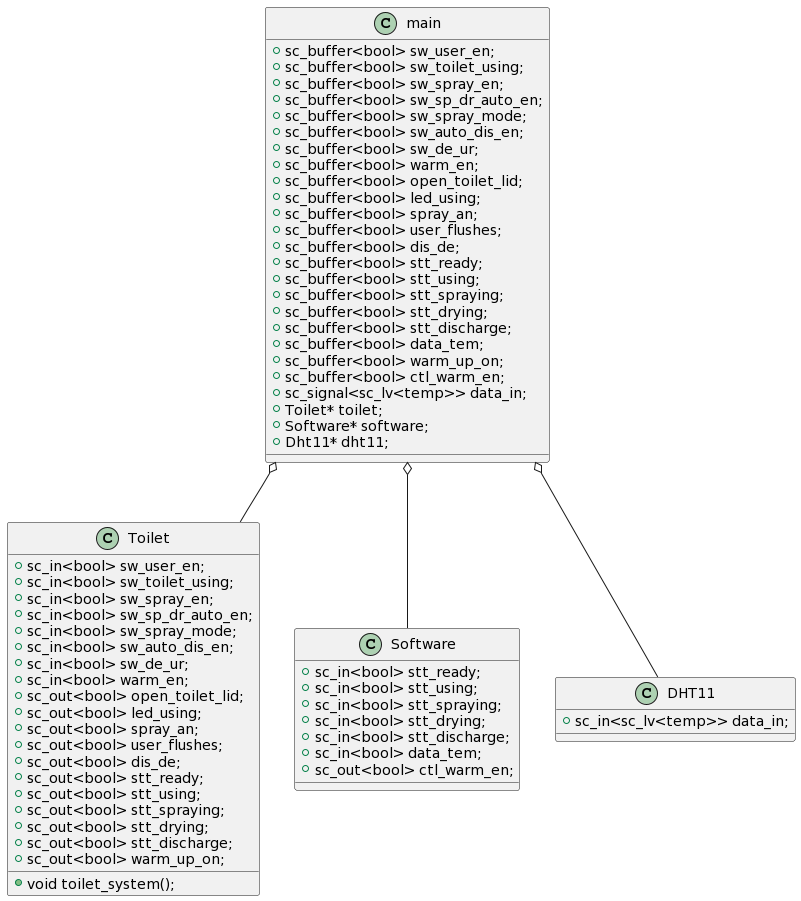 C main
sc_buffer<bool> sw_user_en;
sc_buffer<bool> sw_toilet_using;
sc_buffer<bool> sw_spray_en;
sc_buffer<bool> sw_sp_dr_auto_en;
sc_buffer<bool> sw_spray_mode;
sc_buffer<bool> sw_auto_dis_en;
sc_buffer<bool> sw_de_ur;
sc_buffer<bool> warm_en;
sc_buffer<bool> open_toilet_lid;
sc_buffer<bool> led_using;
sc_buffer<bool> spray_an;
sc_buffer<bool> user_flushes;
sc_buffer<bool> dis_de;
sc_buffer<bool> stt_ready;
sc_buffer<bool> stt_using;
sc_buffer<bool> stt_spraying;
sc_buffer<bool> stt_drying;
sc_buffer<bool> stt_discharge;
sc_buffer<bool> data_tem;
sc_buffer<bool> warm_up_on;
sc_buffer<bool> ctl_warm_en;
sc_signal<sc_lv<temp>> data_in;
Toilet* toilet;
Software* software;
Dht11* dht11;
C Toilet
sc_in<bool> sw_user_en;
sc_in<bool> sw_toilet_using;
sc_in<bool> sw_spray_en;
sc_in<bool> sw_sp_dr_auto_en;
sc_in<bool> sw_spray_mode;
sc_in<bool> sw_auto_dis_en;
sc_in<bool> sw_de_ur;
sc_in<bool> warm_en;
sc_out<bool> open_toilet_lid;
sc_out<bool> led_using;
sc_out<bool> spray_an;
sc_out<bool> user_flushes;
sc_out<bool> dis_de;
sc_out<bool> stt_ready;
sc_out<bool> stt_using;
sc_out<bool> stt_spraying;
sc_out<bool> stt_drying;
sc_out<bool> stt_discharge;
sc_out<bool> warm_up_on;
void toilet_system();
C Software
sc_in<bool> stt_ready;
sc_in<bool> stt_using;
sc_in<bool> stt_spraying;
sc_in<bool> stt_drying;
sc_in<bool> stt_discharge;
sc_in<bool> data_tem;
sc_out<bool> ctl_warm_en;
C DHT11
sc_in<sc_lv<temp>> data_in;